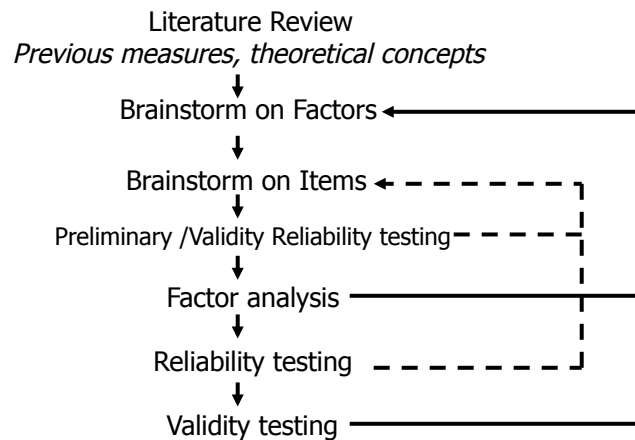 Literature Review
Previous measures, theoretical concepts
Brainstorm on Factors
Brainstorm on Items
Preliminary /Validity Reliability testing
Factor analysis
Reliability testing
Validity testing